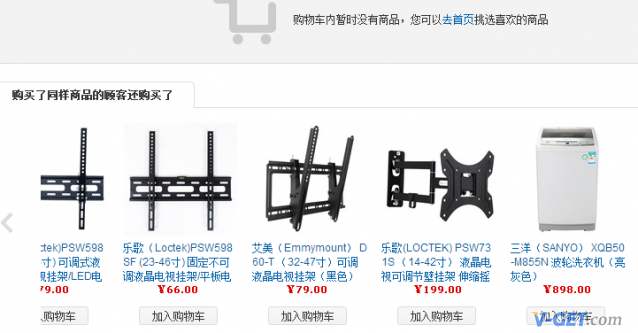 购物车内暂时没有商品，您可以去首页挑选喜欢的商品
购买了同样商品的顾客还购买了
ctek)PSW598
寸) 可调式液
视挂架/LED电
79.00
入购物车
乐歌（Loctek)PSW598
SF (23-46寸) 固定不可
调液晶电视挂架/平板电
¥66.00
加入购物车
艾美（Emmymount） D
60-T （32-47寸）可调
液晶电视挂架（黑色）
¥79.00
加入购物车
乐歌(LOCTEK) PSW73
1S（14-42寸） 液晶电
视可调节壁挂架 伸缩摇
¥199.00
加入购物车
三洋（SANYO） XQB50
-M855N 波轮洗衣机（亮
灰色）
¥898.00
加入购物车
V-GET.com